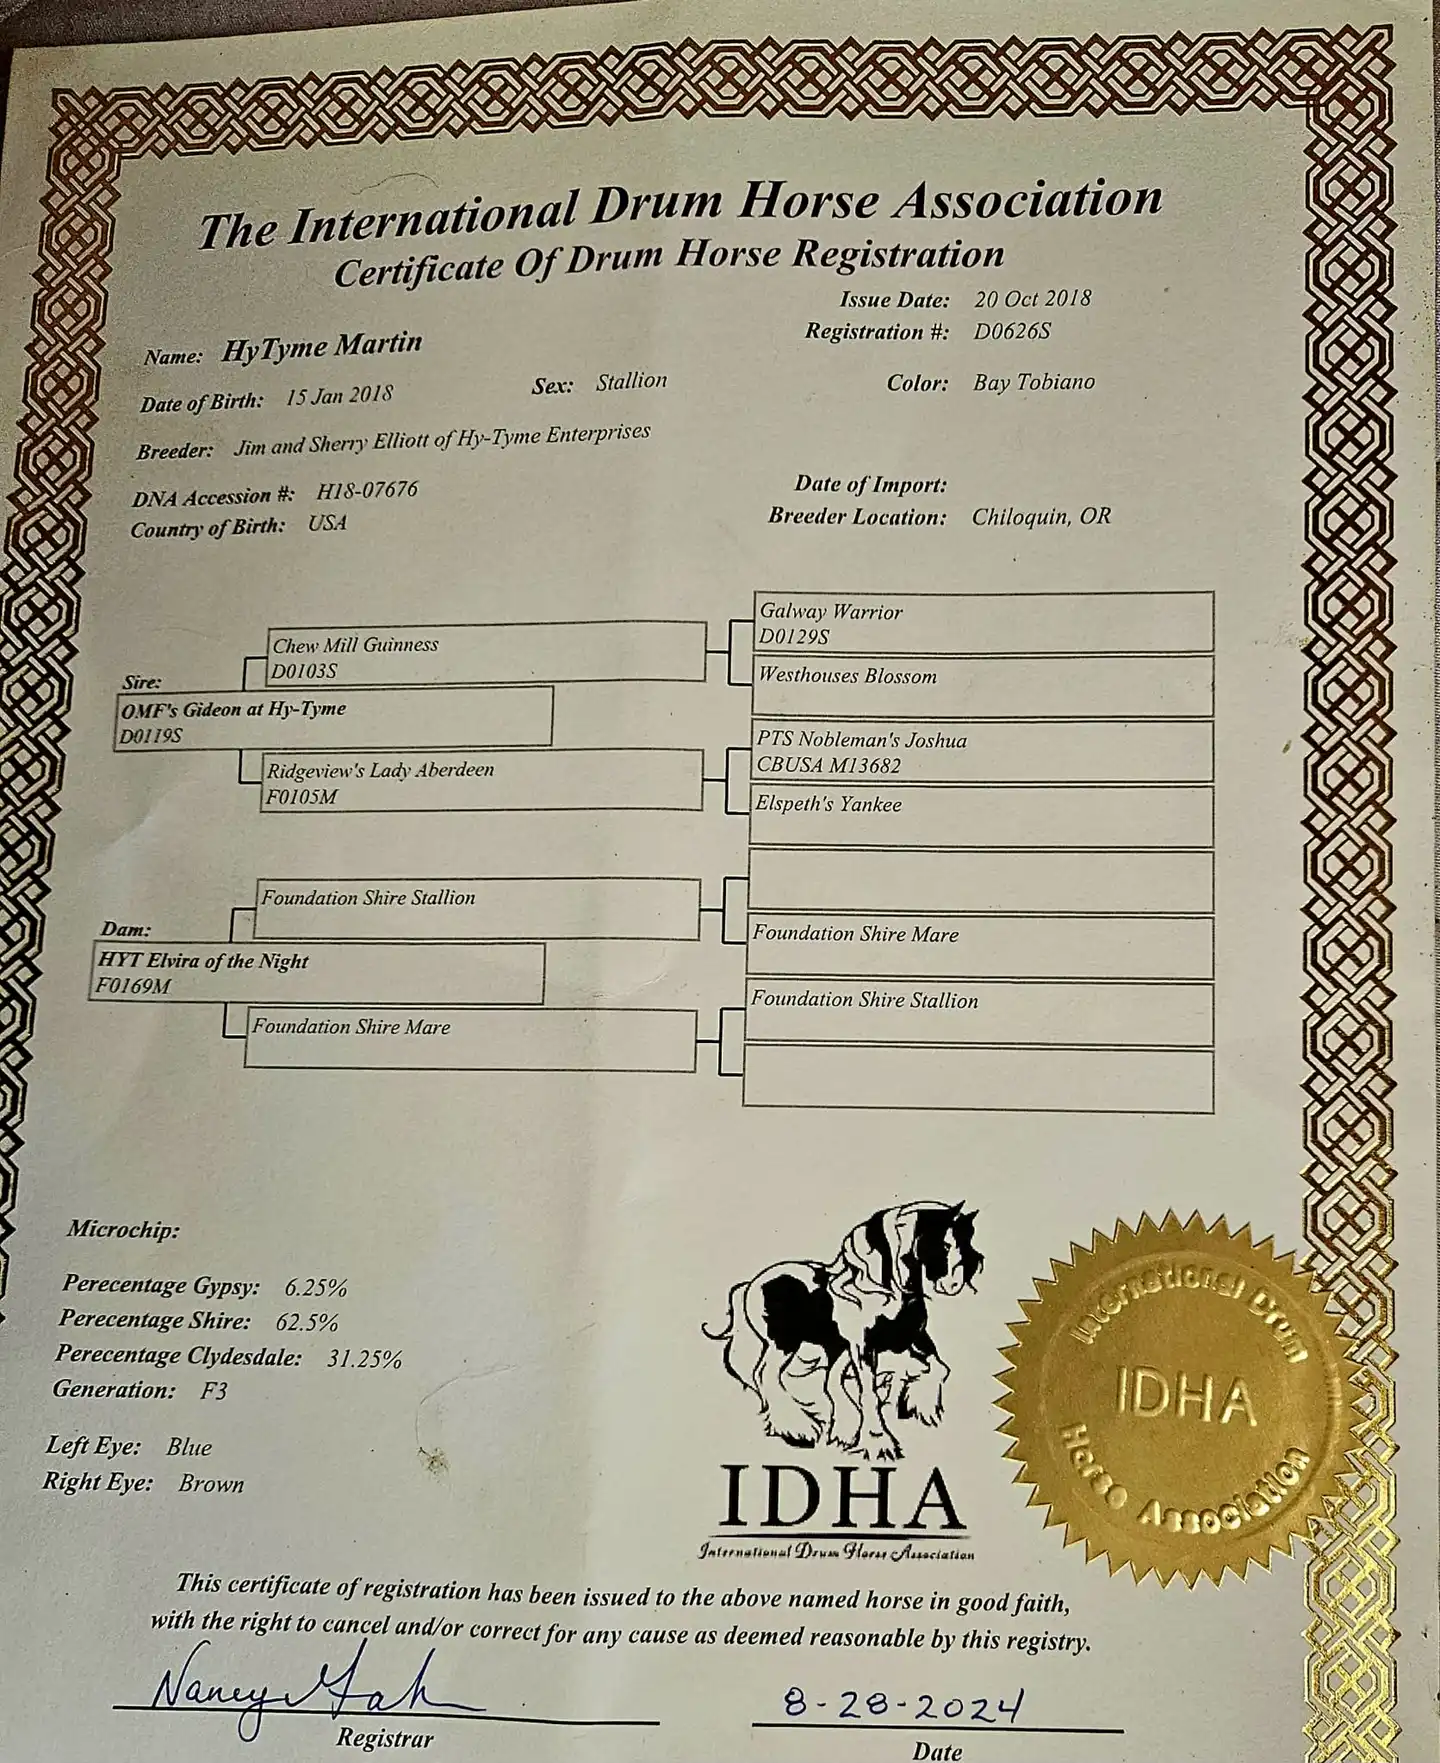 The International Drum Horse Association
Certificate Of Drum Horse Registration
Issue Date: 20 Oct 2018
Registration #: D0626S
Name: HyTyme Martin
Date of Birth: 15 Jan 2018 Sex: Stallion Color: Bay Tobiano
Breeder: Jim and Sherry Elliott of Hy-Tyme Enterprises
DNA Accession #: H18-07676 Date of Import:
Country of Birth: USA Breeder Location: Chiloquin, OR
Galway Warrior
D0129S
Chew Mill Guinness
D0103S
Westhouses Blossom
Sire:
OMF's Gideon at Hy-Tyme
D0119S
PTS Nobleman's Joshua
CBUSA M13682
Ridgeview's Lady Aberdeen
F0105M
Elspeth's Yankee
Foundation Shire Stallion
Foundation Shire Mare
Dam:
HYT Elvira of the Night
F0169M
Foundation Shire Stallion
Foundation Shire Mare
Microchip:
Perecentage Gypsy: 6.25%
Perecentage Shire: 62.5%
Perecentage Clydesdale: 31.25%
Generation: F3
Left Eye: Blue
Right Eye: Brown
IDHA
International Drum Horse Association
International Drum
IDHA
Horse Association
This certificate of registration has been issued to the above named horse in good faith,
with the right to cancel and/or correct for any cause as deemed reasonable by this registry.
Nancy
8-28-2024
Registrar
Date